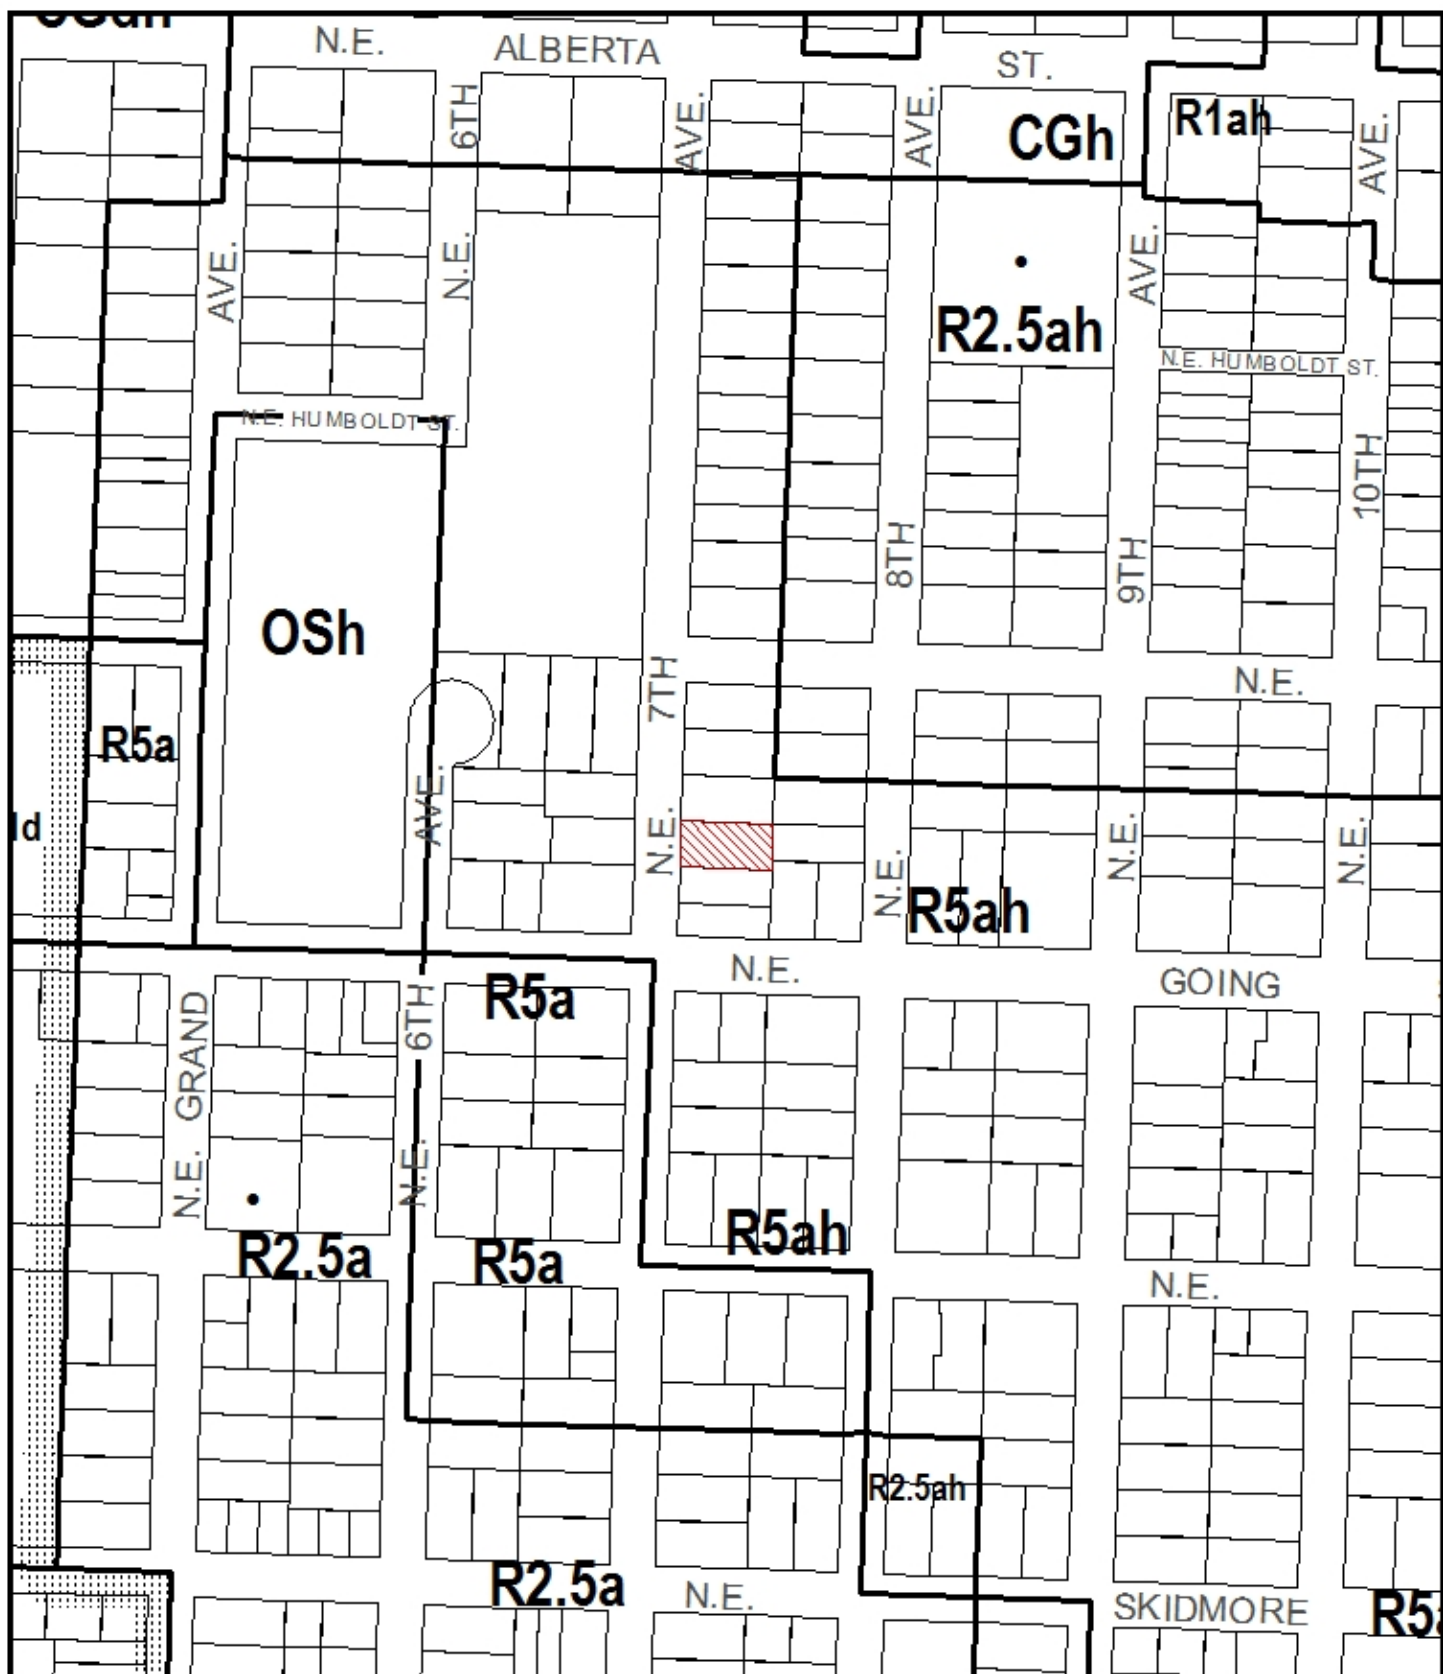 N.E. ALBERTA ST.
6TH
AVE.
AVE.
CGh
R1ah
AVE.
AVE.
N.E.
AVE.
R2.5ah
N.E. HUMBOLDT ST.
N.E. HUMBOLDT ST.
10TH
8TH
9TH
OSh
7TH
N.E.
R5a
AVE.
N.E.
N.E.
N.E.
N.E.
R5ah
N.E. GOING
R5a
6TH
N.E. GRAND
N.E.
R5ah
R2.5a
R5a
N.E.
R2.5ah
R2.5a
N.E. SKIDMORE